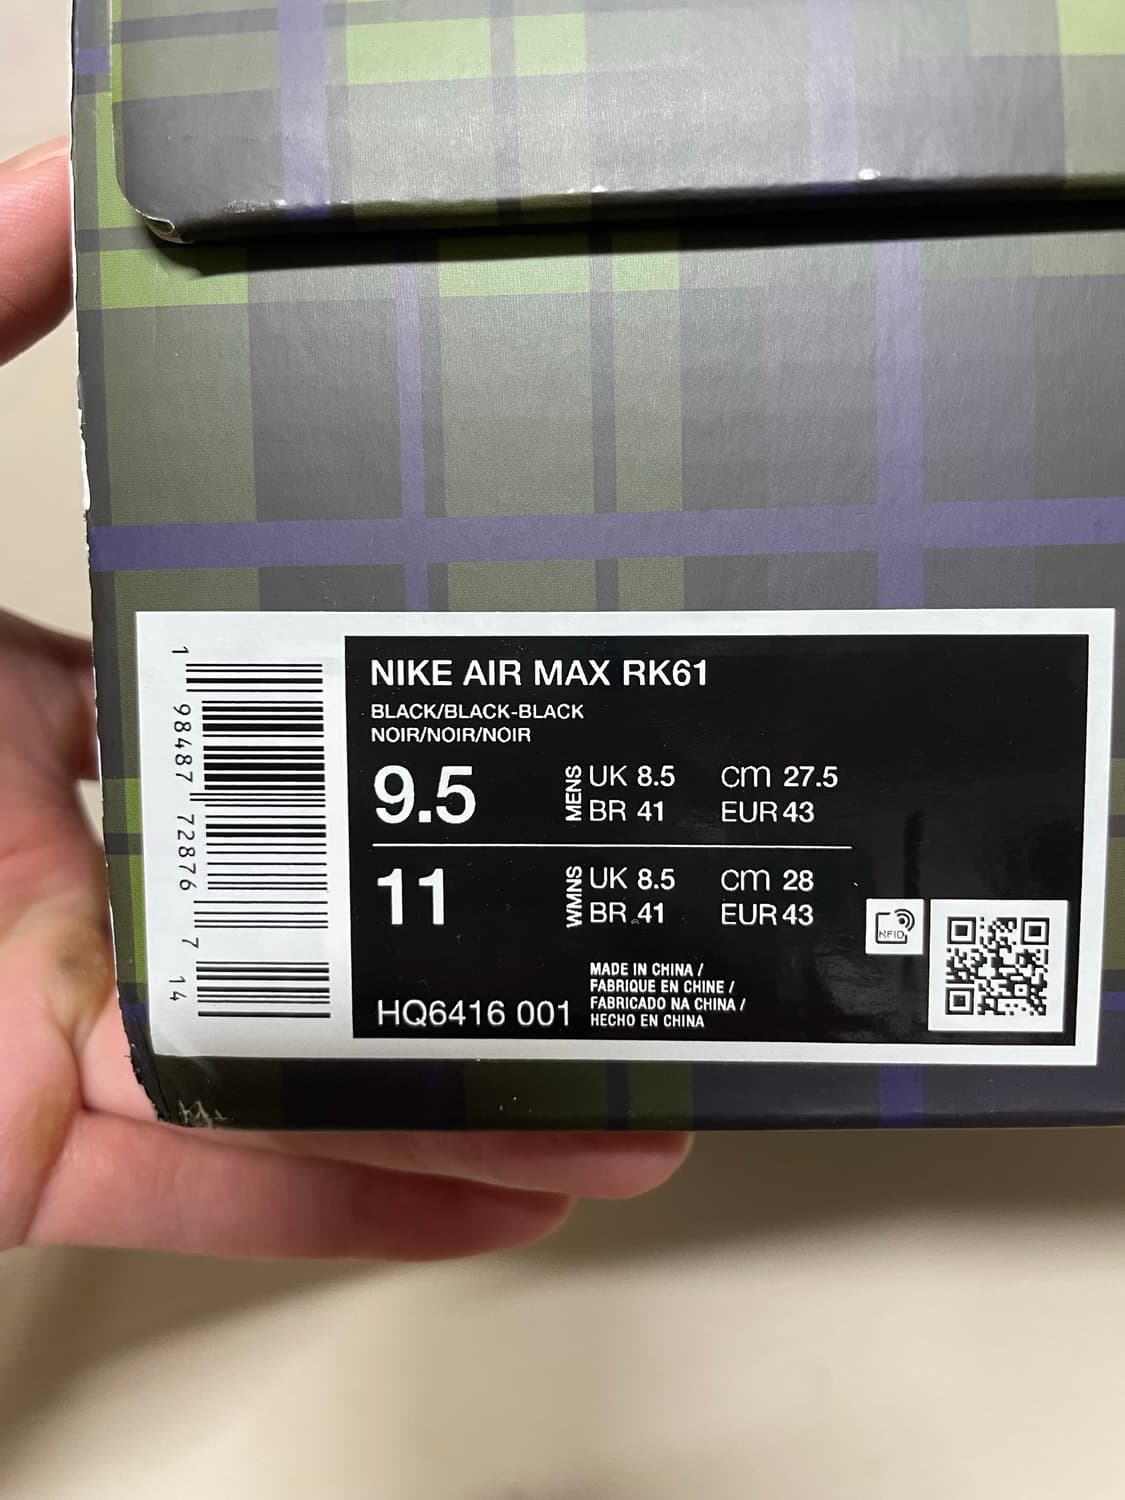 NIKE AIR MAX RK61
BLACK/BLACK-BLACK
NOIR/NOIR/NOIR
9.5
MENS
UK 8.5
cm 27.5
BR 41
EUR 43
11
WMNS
UK 8.5
cm 28
BR 41
EUR 43
RFID
HQ6416 001
MADE IN CHINA /
FABRIQUE EN CHINE /
FABRICADO NA CHINA /
HECHO EN CHINA
1 98487 72876 7 14